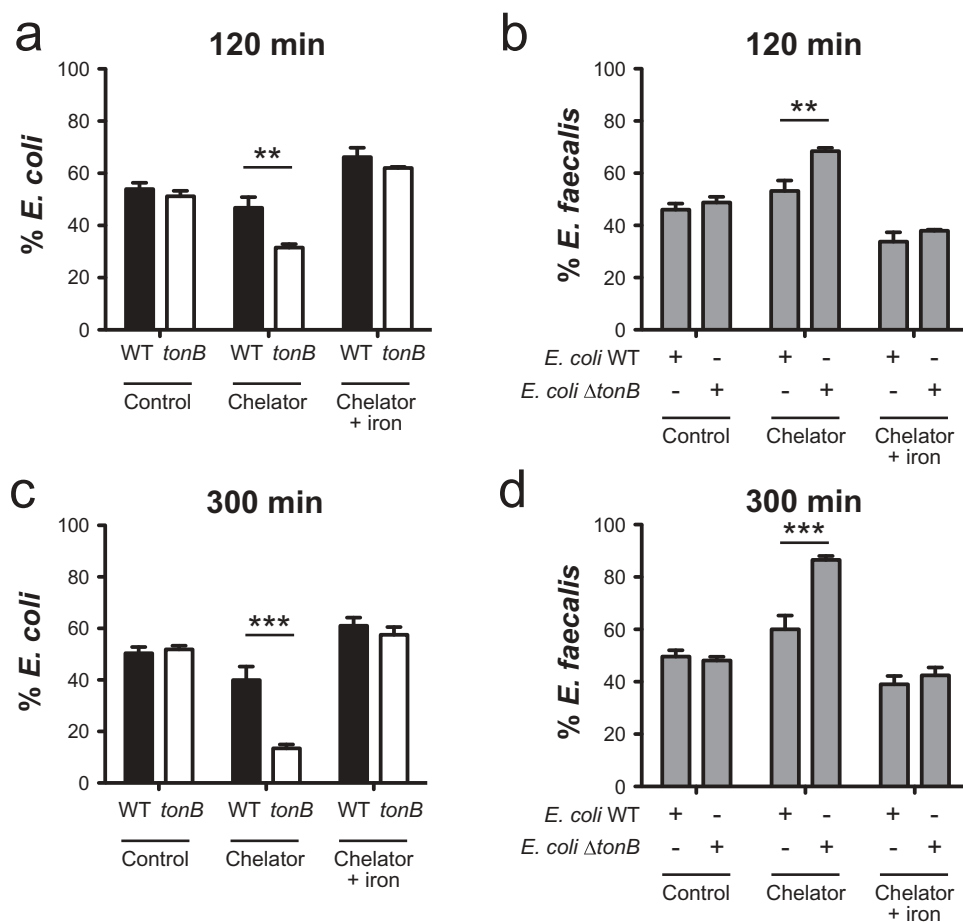 a
120 min
% E. coli
100
80
60
40
20
0
**
WT tonB WT tonB WT tonB
Control Chelator Chelator
+ iron
b
120 min
% E. faecalis
100
80
60
40
20
0
**
E. coli WT + - + - + -
E. coli ΔtonB - + - + - +
Control Chelator Chelator
+ iron
c
300 min
% E. coli
100
80
60
40
20
0
***
WT tonB WT tonB WT tonB
Control Chelator Chelator
+ iron
d
300 min
% E. faecalis
100
80
60
40
20
0
***
E. coli WT + - + - + -
E. coli ΔtonB - + - + - +
Control Chelator Chelator
+ iron